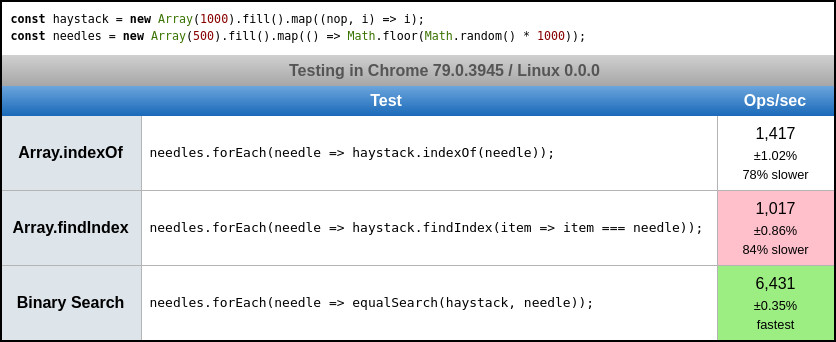 const haystack = new Array(1000).fill().map((nop, i) => i);
const needles = new Array(500).fill().map(() => Math.floor(Math.random() * 1000));
Testing in Chrome 79.0.3945 / Linux 0.0.0
Test Ops/sec
Array.indexOf needles.forEach(needle => haystack.indexOf(needle)); 1,417
±1.02%
78% slower
Array.findIndex needles.forEach(needle => haystack.findIndex(item => item === needle)); 1,017
±0.86%
84% slower
Binary Search needles.forEach(needle => equalSearch(haystack, needle)); 6,431
±0.35%
fastest